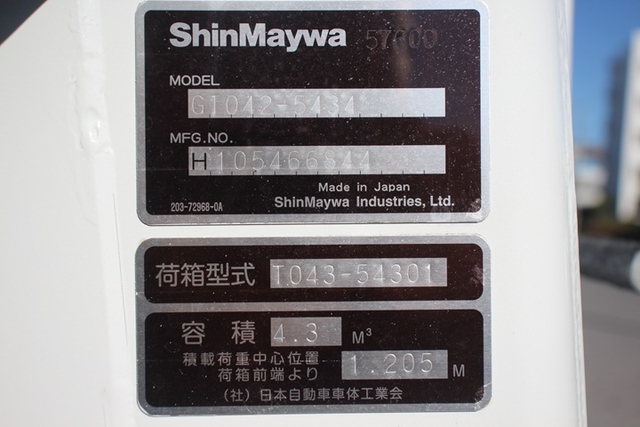 ShinMaywa
MODEL
G1042-5434
MFG.NO.
H105466844
Made in Japan
203-72968-0A ShinMaywa Industries, Ltd.
荷箱型式 T043-54301
容積 4.3 M³
積載荷重中心位置
荷箱前端より 1.205 M
(社)日本自動車車体工業会